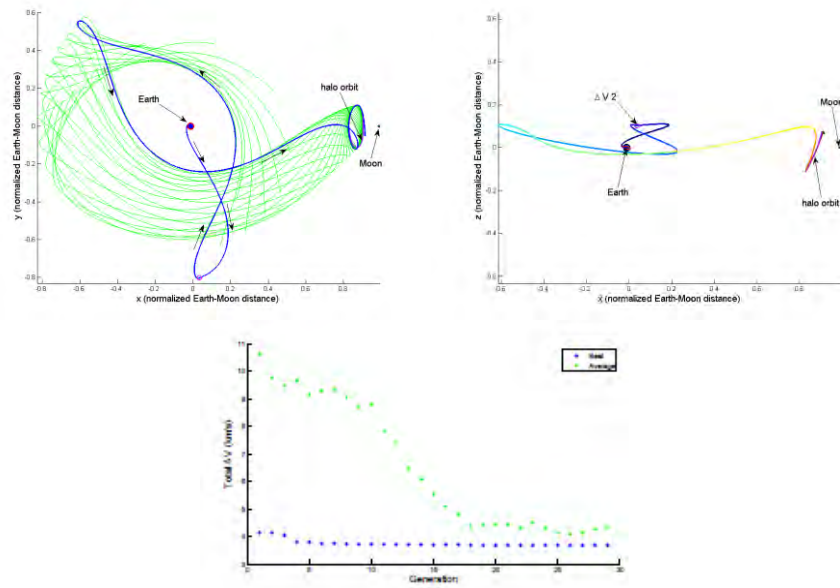 0.6
0.4
0.2
0
-0.2
-0.4
-0.6
-0.8
y (normalized Earth-Moon distance)
-0.8 -0.6 -0.4 -0.2 0 0.2 0.4 0.6 0.8
x (normalized Earth-Moon distance)
Earth
halo orbit
Moon
0.6
0.4
0.2
0
-0.2
-0.4
-0.6
z (normalized Earth-Moon distance)
-0.6 -0.4 -0.2 0 0.2 0.4 0.6 0.8
x (normalized Earth-Moon distance)
Δ V 2
Earth
Moon
halo orbit
11
10
9
8
7
6
5
4
3
Total Δ V (km/s)
0 5 10 15 20 25 30
Generation
Best
Average